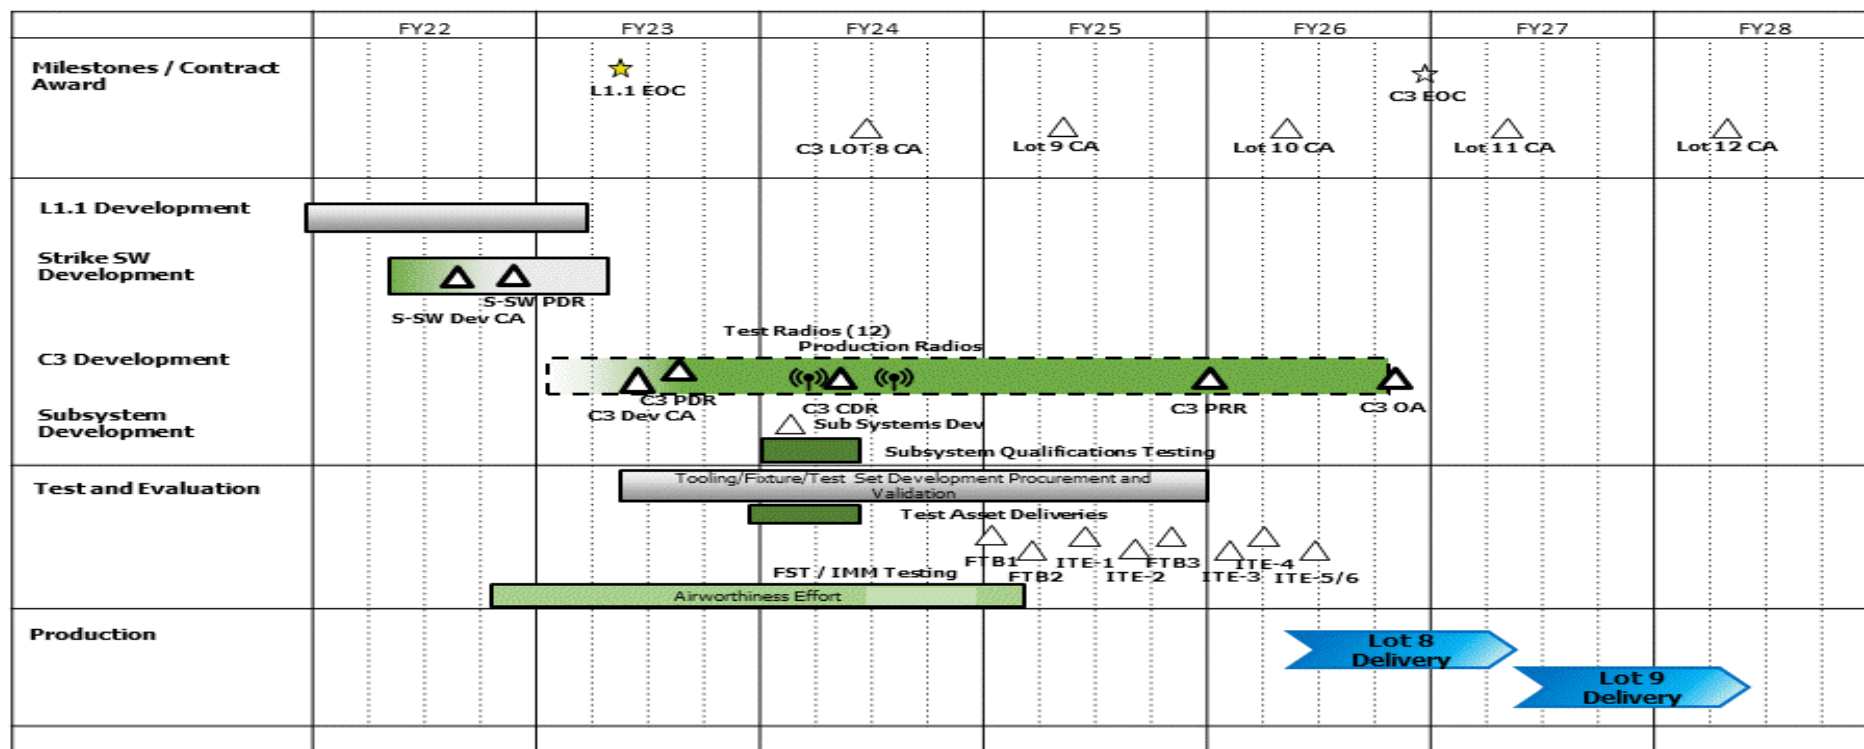 FY22 FY23 FY24 FY25 FY26 FY27 FY28
Milestones / Contract
Award
L1.1 EOC
C3 EOC
C3 LOT 8 CA
Lot 9 CA
Lot 10 CA
Lot 11 CA
Lot 12 CA
L1.1 Development
Strike SW
Development
S-SW PDR
S-SW Dev CA
Test Radios (12)
Production Radios
C3 Development
C3 PDR
C3 Dev CA
C3 CDR
C3 PRR
C3 OA
Subsystem
Development
Sub Systems Dev
Subsystem Qualifications Testing
Test and Evaluation
Tooling/Fixture/Test Set Development Procurement and
Validation
Test Asset Deliveries
FTB1
FTB2
ITE-1
ITE-2
FTB3
ITE-3
ITE-4
ITE-5/6
FST / IMM Testing
Airworthiness Effort
Production
Lot 8
Delivery
Lot 9
Delivery